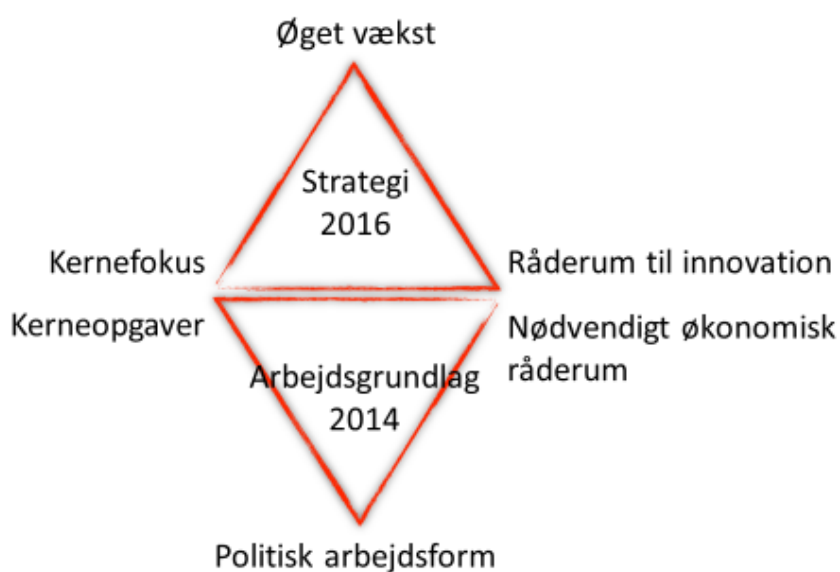 Øget vækst
Strategi
2016
Kernefokus
Råderum til innovation
Kerneopgaver
Nødvendigt økonomisk
råderum
Arbejdsgrundlag
2014
Politisk arbejdsform